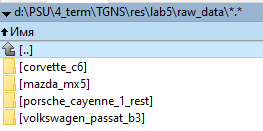 d:\PSU\4_term\TGNS\res\lab5\raw_data\*.*
Имя
[..]
[corvette_c6]
[mazda_mx5]
[porsche_cayenne_1_rest]
[volkswagen_passat_b3]